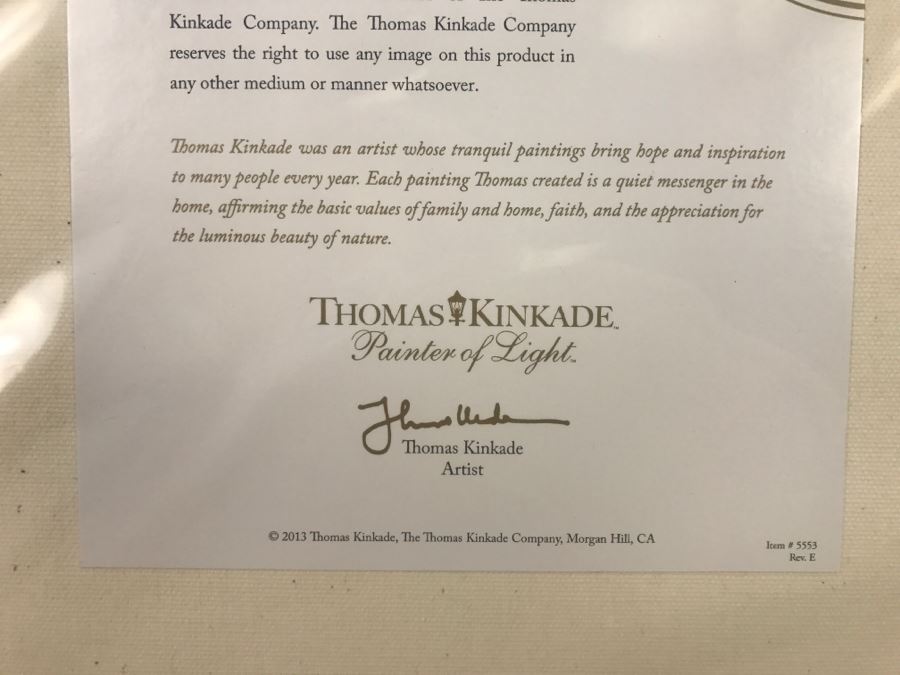 Kinkade Company. The Thomas Kinkade Company
reserves the right to use any image on this product in
any other medium or manner whatsoever.
Thomas Kinkade was an artist whose tranquil paintings bring hope and inspiration
to many people every year. Each painting Thomas created is a quiet messenger in the
home, affirming the basic values of family and home, faith, and the appreciation for
the luminous beauty of nature.
THOMAS KINKADE™
Painter of Light™
Thomas Kinkade
Artist
© 2013 Thomas Kinkade, The Thomas Kinkade Company, Morgan Hill, CA
Item # 5553
Rev. E